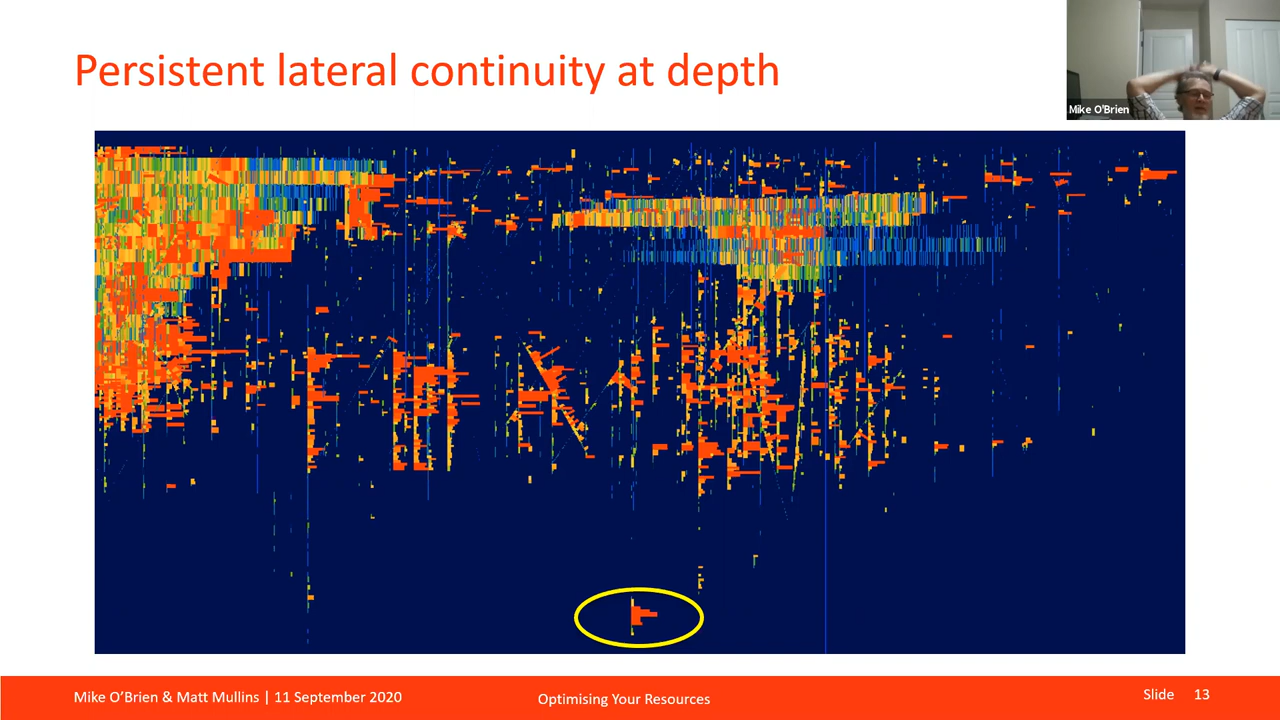 Persistent lateral continuity at depth
Mike O'Brien
Mike O’Brien & Matt Mullins | 11 September 2020
Optimising Your Resources
Slide 13